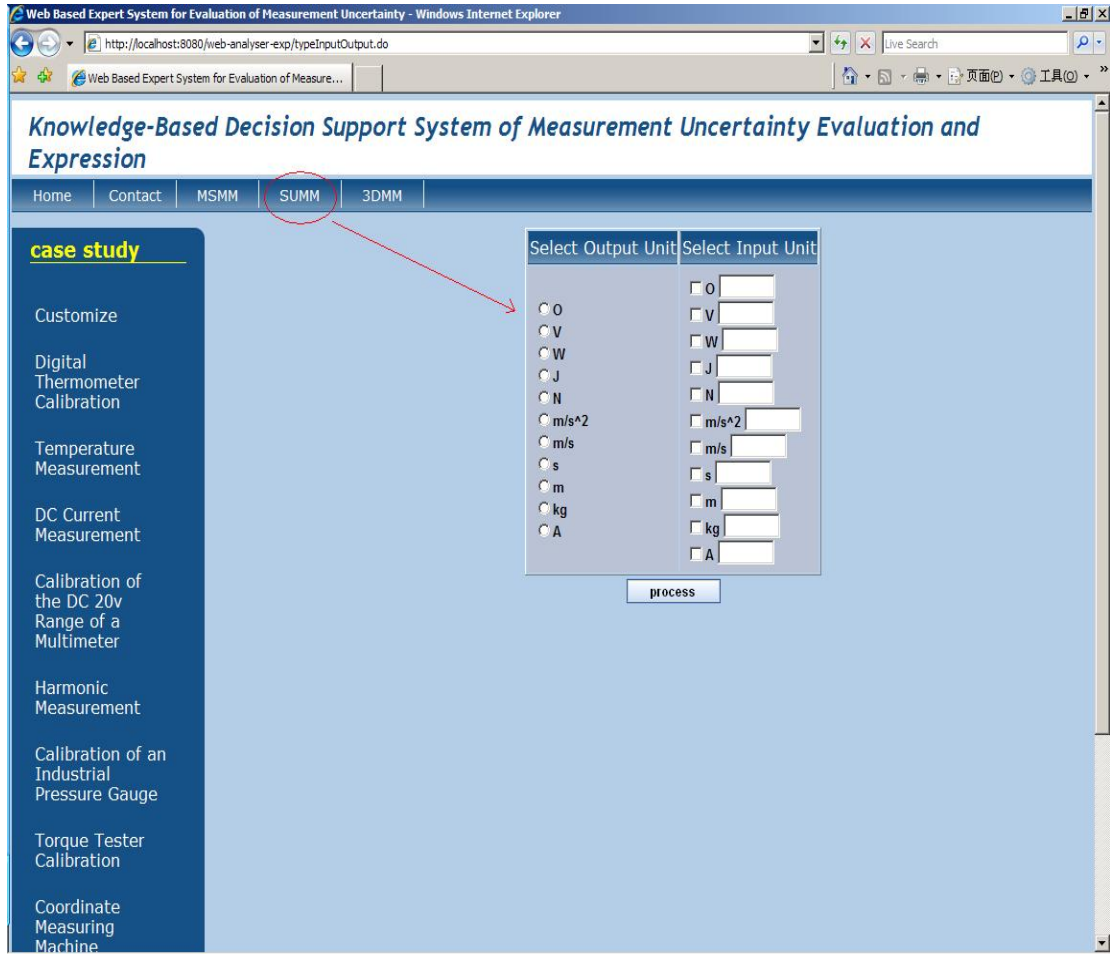 Web Based Expert System for Evaluation of Measurement Uncertainty - Windows Internet Explorer
http://localhost:8080/web-analyser-exp/typeInputOutput.do
Live Search
Web Based Expert System for Evaluation of Measure...
页面(P)
工具(O)
Knowledge-Based Decision Support System of Measurement Uncertainty Evaluation and
Expression
Home
Contact
MSMM
SUMM
3DMM
case study
Customize
Digital
Thermometer
Calibration
Temperature
Measurement
DC Current
Measurement
Calibration of
the DC 20v
Range of a
Multimeter
Harmonic
Measurement
Calibration of an
Industrial
Pressure Gauge
Torque Tester
Calibration
Coordinate
Measuring
Machine
Select Output Unit
O
V
W
J
N
m/s^2
m/s
s
m
kg
A
Select Input Unit
O
V
W
J
N
m/s^2
m/s
s
m
kg
A
process